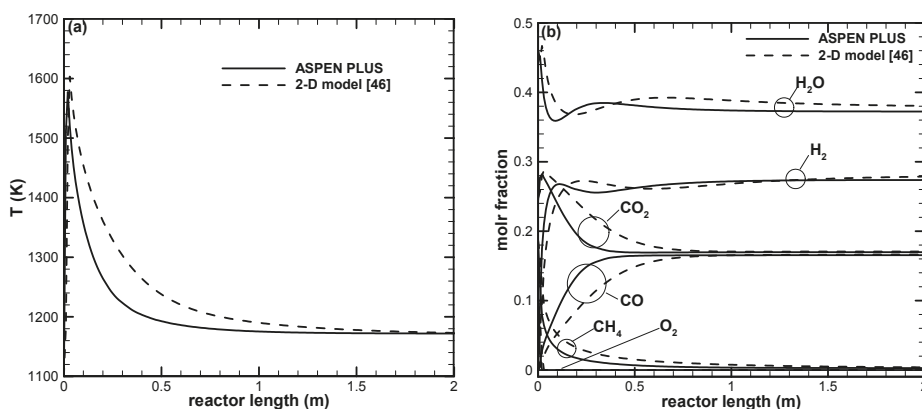 (a)
ASPEN PLUS
2-D model [46]
T (K)
1700
1600
1500
1400
1300
1200
1100
0
0.5
1
1.5
2
reactor length (m)
(b)
ASPEN PLUS
2-D model [46]
H₂O
H₂
CO₂
CO
CH₄
O₂
molr fraction
0.5
0.4
0.3
0.2
0.1
0
0
0.5
1
1.5
2
reactor length (m)